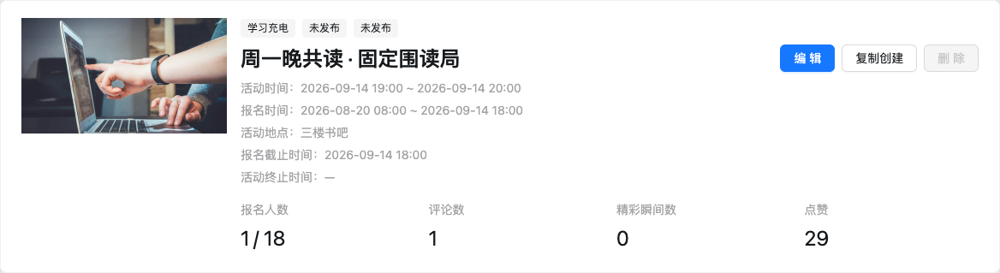 学习充电 未发布 未发布
周一晚共读 · 固定围读局
编 辑 复制创建 删 除
活动时间：2026-09-14 19:00 ~ 2026-09-14 20:00
报名时间：2026-08-20 08:00 ~ 2026-09-14 18:00
活动地点：三楼书吧
报名截止时间：2026-09-14 18:00
活动终止时间：—
报名人数 评论数 精彩瞬间数 点赞
1 / 18 1 0 29